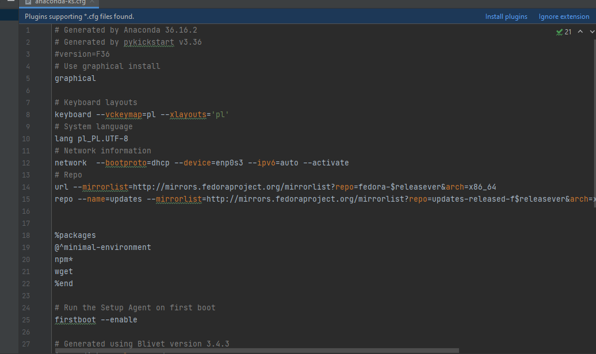 anaconda-ks.cfg
Plugins supporting *.cfg files found. Install plugins Ignore extension
1 # Generated by Anaconda 36.16.2 21
2 # Generated by pykickstart v3.36
3 #version=F36
4 # Use graphical install
5 graphical
6
7 # Keyboard layouts
8 keyboard --vckeymap=pl --xlayouts='pl'
9 # System language
10 lang pl_PL.UTF-8
11 # Network information
12 network  --bootproto=dhcp --device=enp0s3 --ipv6=auto --activate
13 # Repo
14 url --mirrorlist=http://mirrors.fedoraproject.org/mirrorlist?repo=fedora-$releasever&arch=x86_64
15 repo --name=updates --mirrorlist=http://mirrors.fedoraproject.org/mirrorlist?repo=updates-released-f$releasever&arch=x
16
17
18 %packages
19 @^minimal-environment
20 npm*
21 wget
22 %end
23
24 # Run the Setup Agent on first boot
25 firstboot --enable
26
27 # Generated using Blivet version 3.4.3